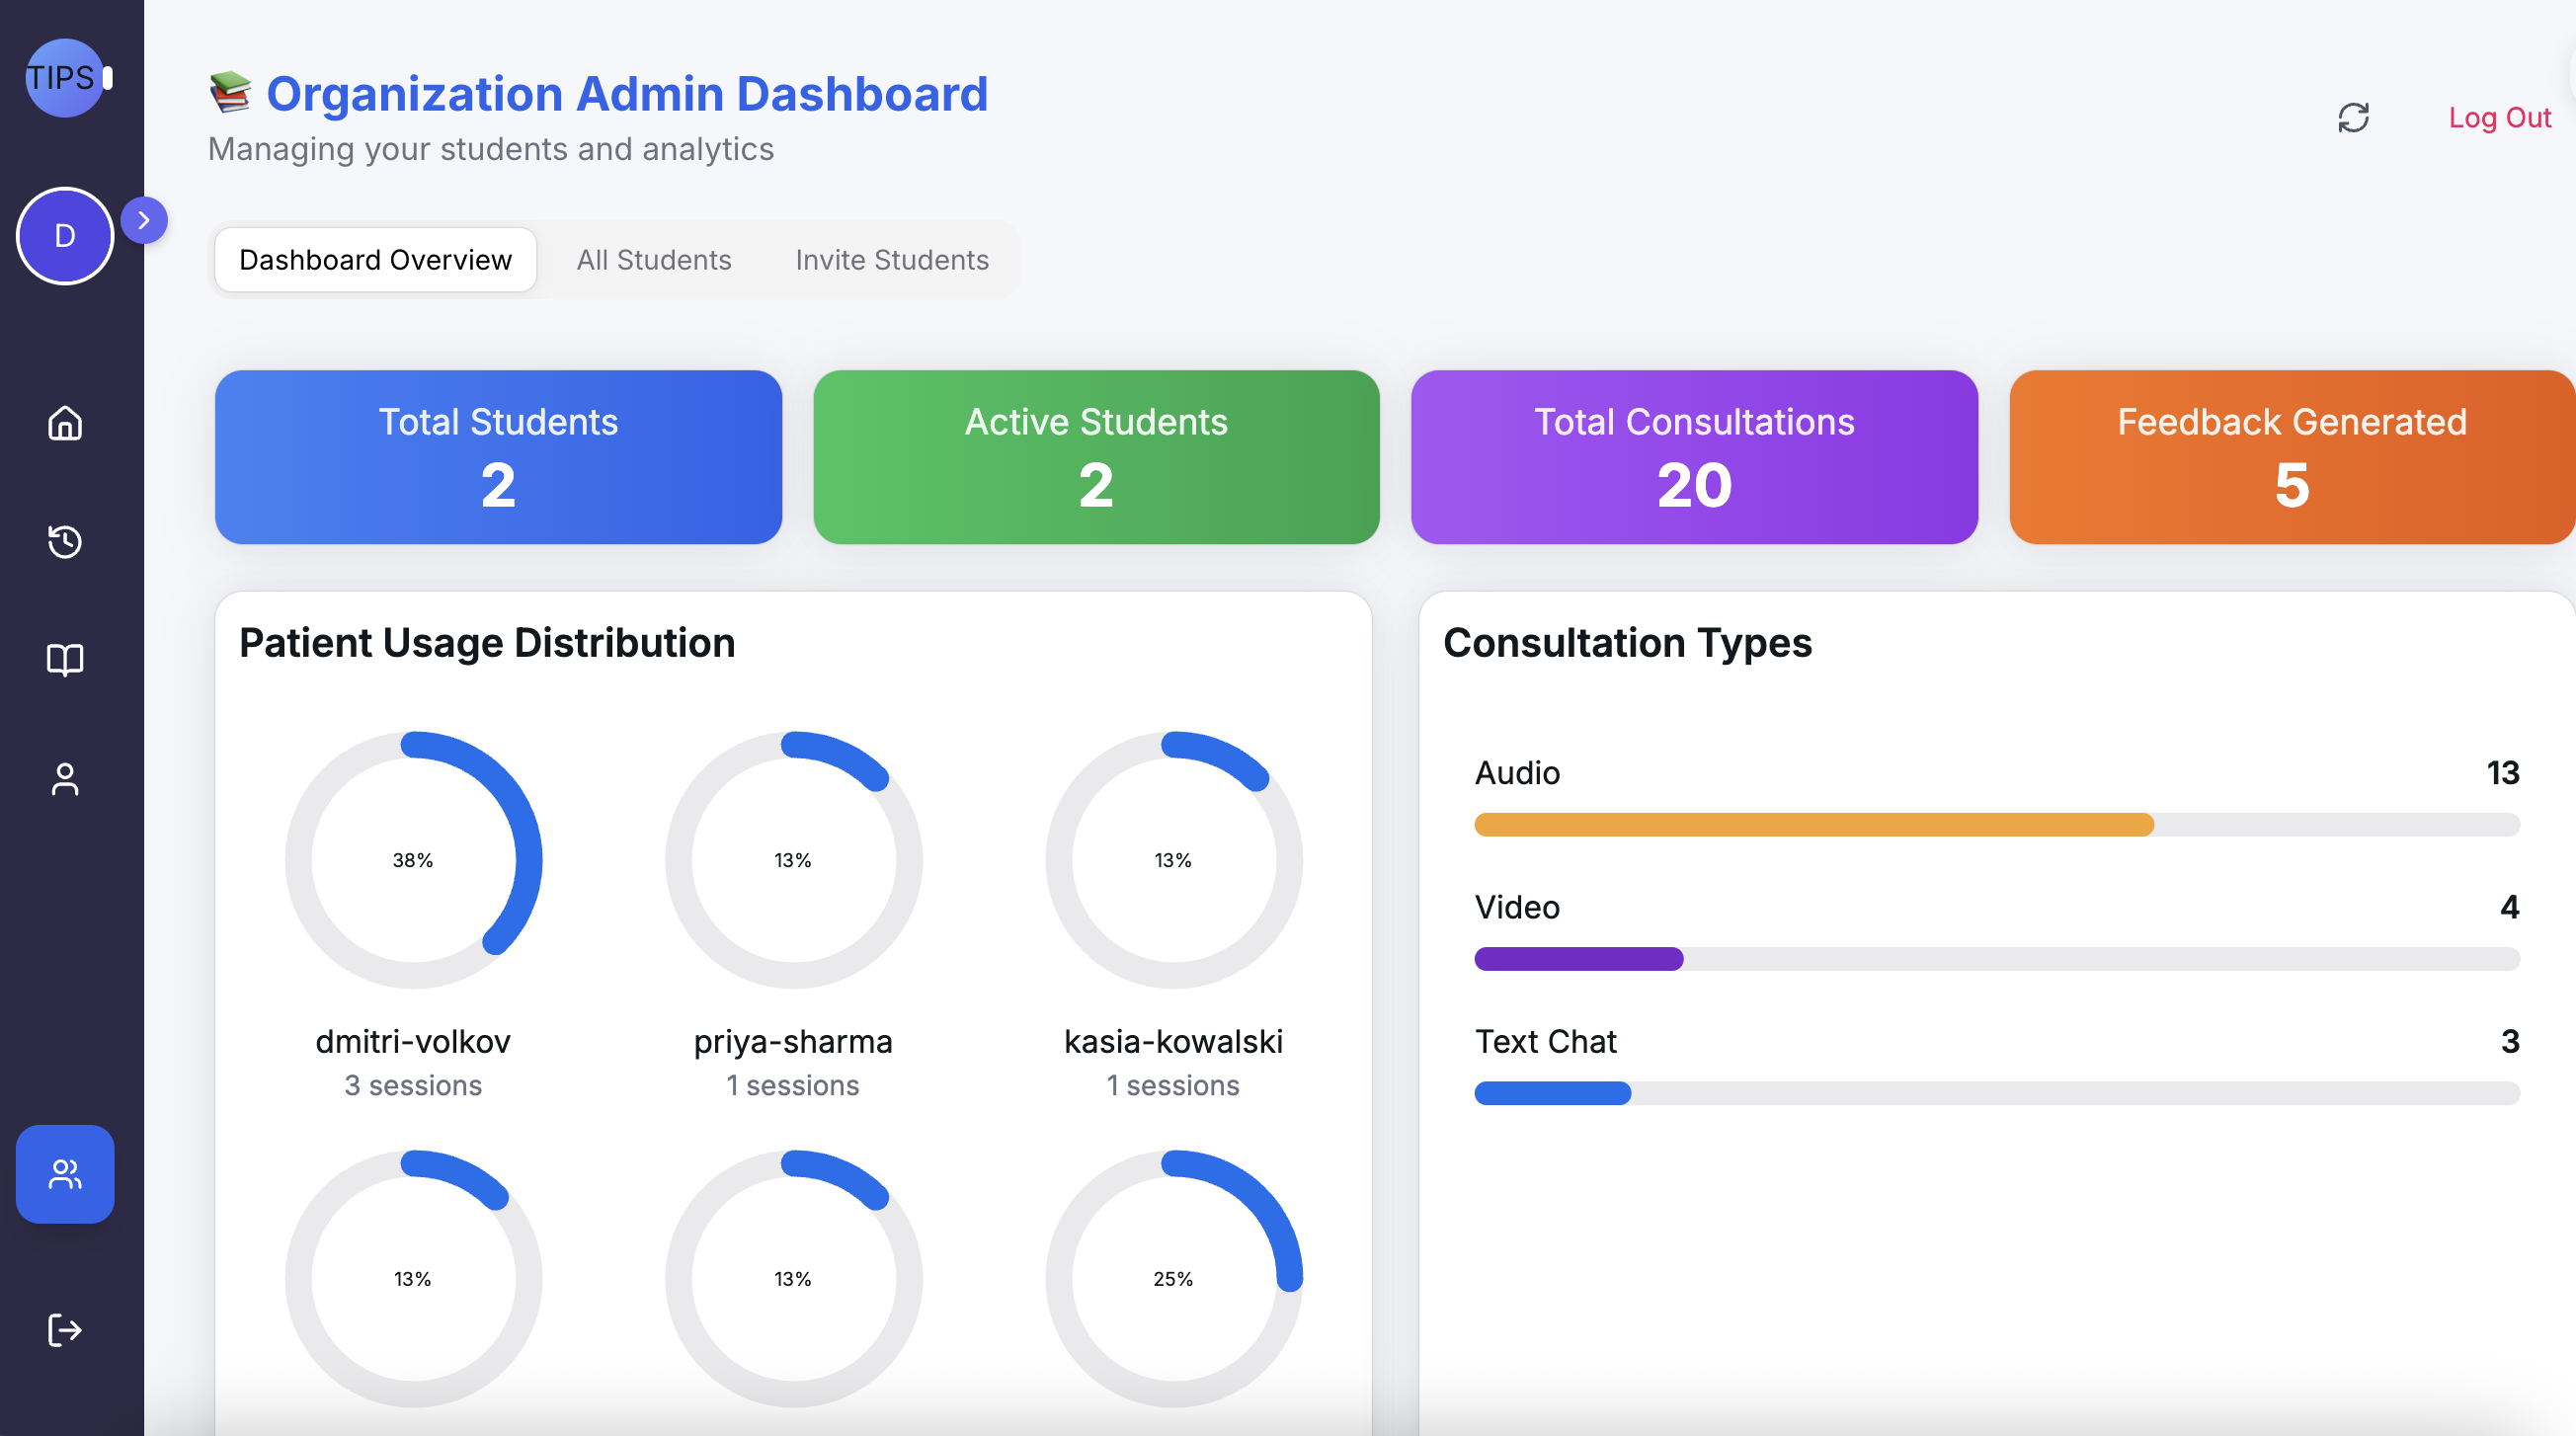 TIPS
D
Organization Admin Dashboard
Managing your students and analytics
Log Out
Dashboard Overview
All Students
Invite Students
Total Students
2
Active Students
2
Total Consultations
20
Feedback Generated
5
Patient Usage Distribution
38%
13%
13%
dmitri-volkov
priya-sharma
kasia-kowalski
3 sessions
1 sessions
1 sessions
13%
13%
25%
Consultation Types
Audio
13
Video
4
Text Chat
3